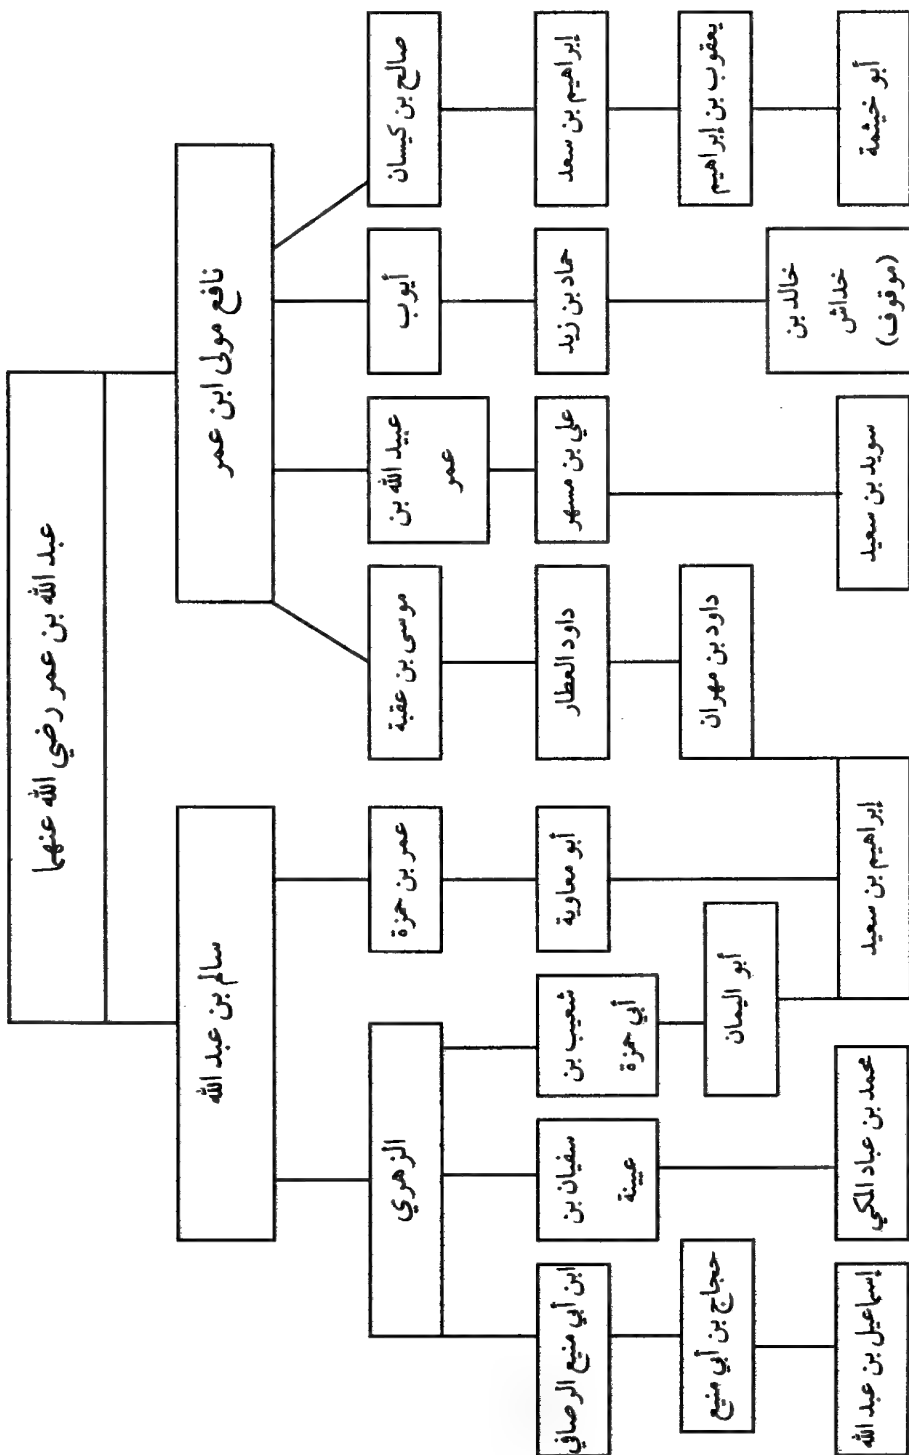 عبد الله بن عمر رضي الله عنهما
نافع مولى ابن عمر
سالم بن عبد الله
صالح بن كيسان
أيوب
عبيد الله بن
عمر
موسى بن عقبة
عمر بن حمزة
الزهري
إبراهيم بن سعد
حماد بن زيد
علي بن مسهر
داود العطار
أبو معاوية
شعيب بن
أبي حمزة
سفيان بن
عيينة
ابن أبي منيع الرصافي
يعقوب بن إبراهيم
داود بن مهران
أبو اليمان
حجاج بن أبي منيع
أبو خيثمة
خالد بن
خداش
(موقوف)
سويد بن سعيد
إبراهيم بن سعيد
محمد بن عباد المكي
إسماعيل بن عبد الله